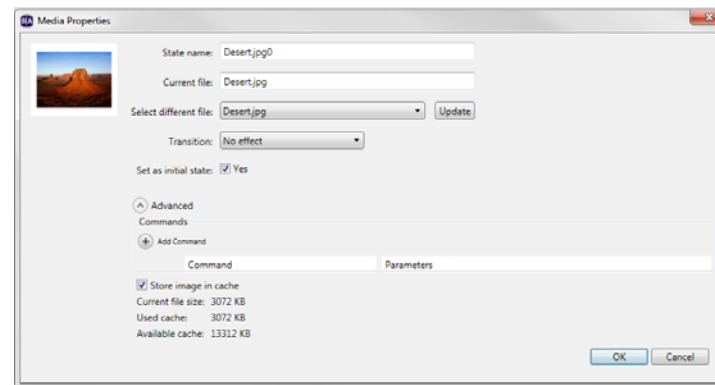 Media Properties
State name: Desert.jpg0
Current file: Desert.jpg
Select different file: Desert.jpg Update
Transition: No effect
Set as initial state: Yes
Advanced
Commands
Add Command
Command Parameters
Store image in cache
Current file size: 3072 KB
Used cache: 3072 KB
Available cache: 13312 KB
OK Cancel